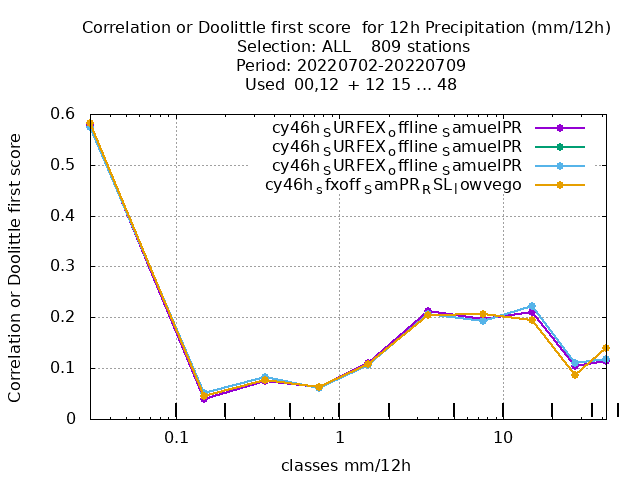 Correlation or Doolittle first score  for 12h Precipitation (mm/12h)
Selection: ALL    809 stations
Period: 20220702-20220709
Used  00,12  + 12 15 ... 48
Correlation or Doolittle first score
0.6
0.5
0.4
0.3
0.2
0.1
0
cy46h_SURFEX_offline_SamuelPR
cy46h_SURFEX_offline_SamuelPR
cy46h_SURFEX_offline_SamuelPR
cy46h_sfxoff_SamPR_RSL_lowvego
0.1 1 10
classes mm/12h